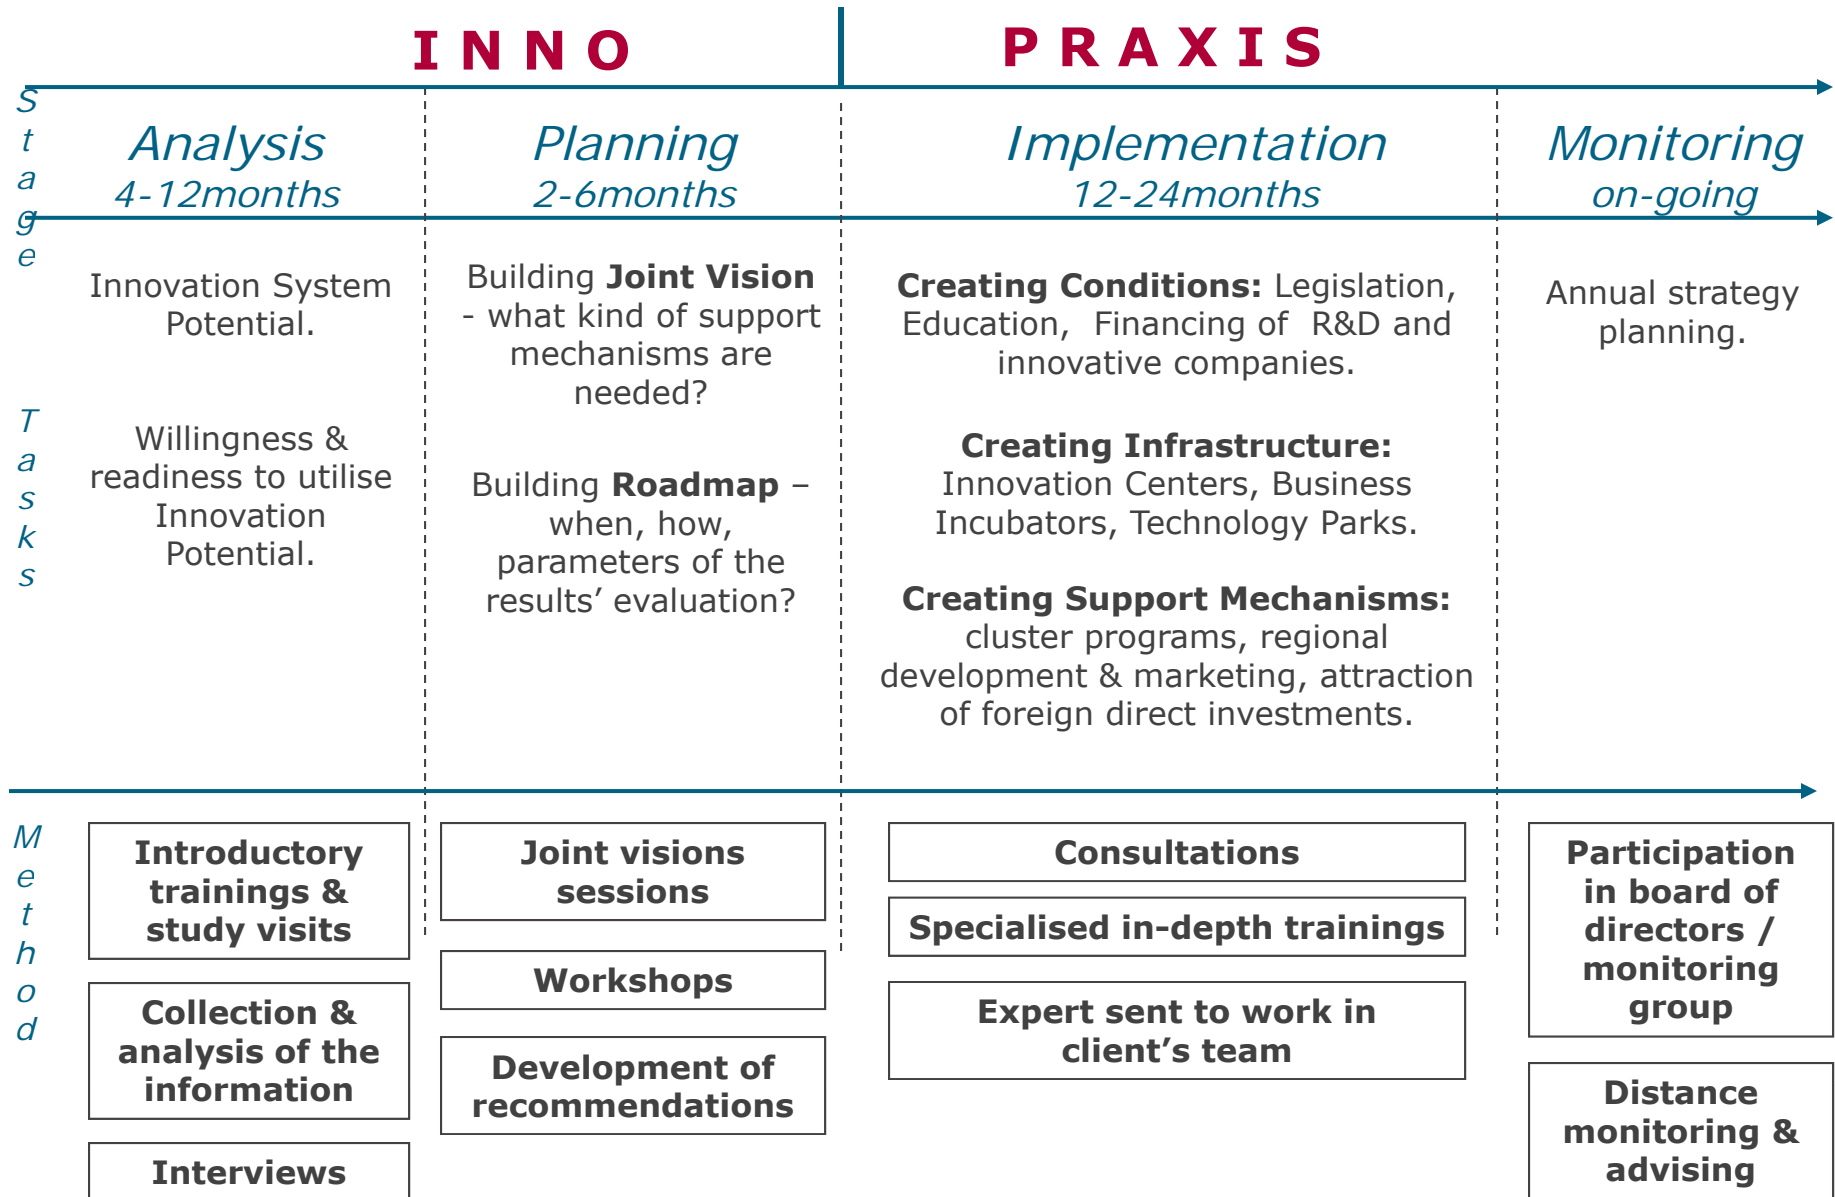 INNO
PRAXIS
Stage
Analysis
4-12months
Planning
2-6months
Implementation
12-24months
Monitoring
on-going
Tasks
Innovation System
Potential.
Willingness &
readiness to utilise
Innovation
Potential.
Building Joint Vision
- what kind of support
mechanisms are
needed?
Building Roadmap –
when, how,
parameters of the
results’ evaluation?
Creating Conditions: Legislation,
Education, Financing of R&D and
innovative companies.
Creating Infrastructure:
Innovation Centers, Business
Incubators, Technology Parks.
Creating Support Mechanisms:
cluster programs, regional
development & marketing, attraction
of foreign direct investments.
Annual strategy
planning.
Method
Introductory
trainings &
study visits
Collection &
analysis of the
information
Interviews
Joint visions
sessions
Workshops
Development of
recommendations
Consultations
Specialised in-depth trainings
Expert sent to work in
client’s team
Participation
in board of
directors /
monitoring
group
Distance
monitoring &
advising